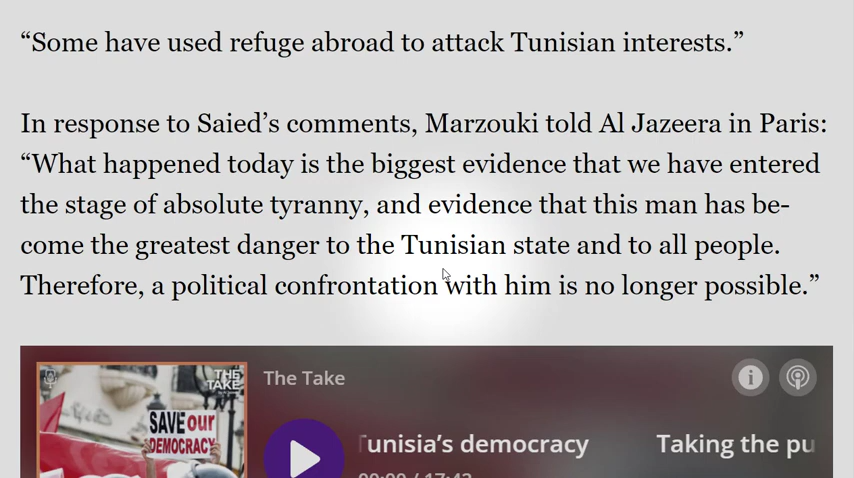 “Some have used refuge abroad to attack Tunisian interests.”
In response to Saied’s comments, Marzouki told Al Jazeera in Paris:
“What happened today is the biggest evidence that we have entered
the stage of absolute tyranny, and evidence that this man has be-
come the greatest danger to the Tunisian state and to all people.
Therefore, a political confrontation with him is no longer possible.”
THE
TAKE
The Take
SAVE our
DEMOCRACY
Tunisia’s democracy
Taking the pu
00:00 / 17:42